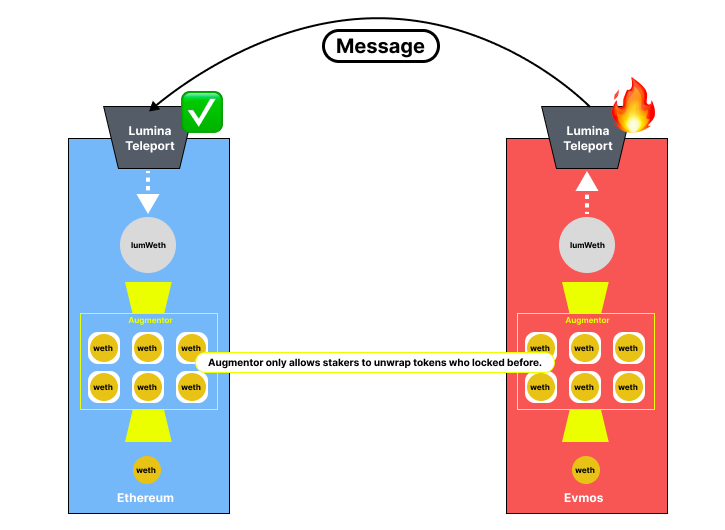 Message
Lumina
Teleport
Lumina
Teleport
lumWeth
lumWeth
Augmentor
Augmentor
weth
weth
weth
weth
weth
weth
Augmentor only allows stakers to unwrap tokens who locked before.
weth
weth
weth
weth
weth
weth
weth
weth
Ethereum
Evmos